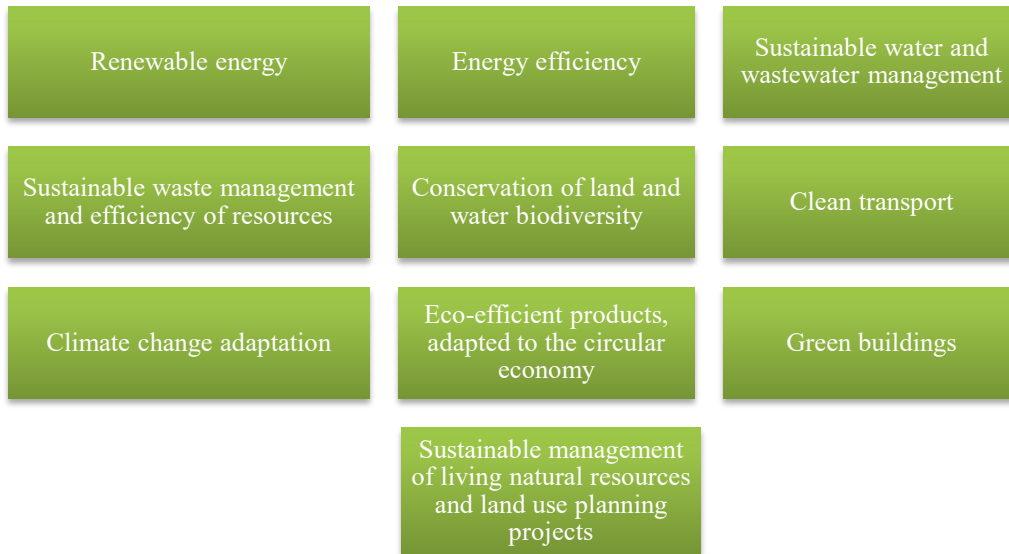 Renewable energy
Energy efficiency
Sustainable water and
wastewater management
Sustainable waste management
and efficiency of resources
Conservation of land and
water biodiversity
Clean transport
Climate change adaptation
Eco-efficient products,
adapted to the circular
economy
Green buildings
Sustainable management
of living natural resources
and land use planning
projects